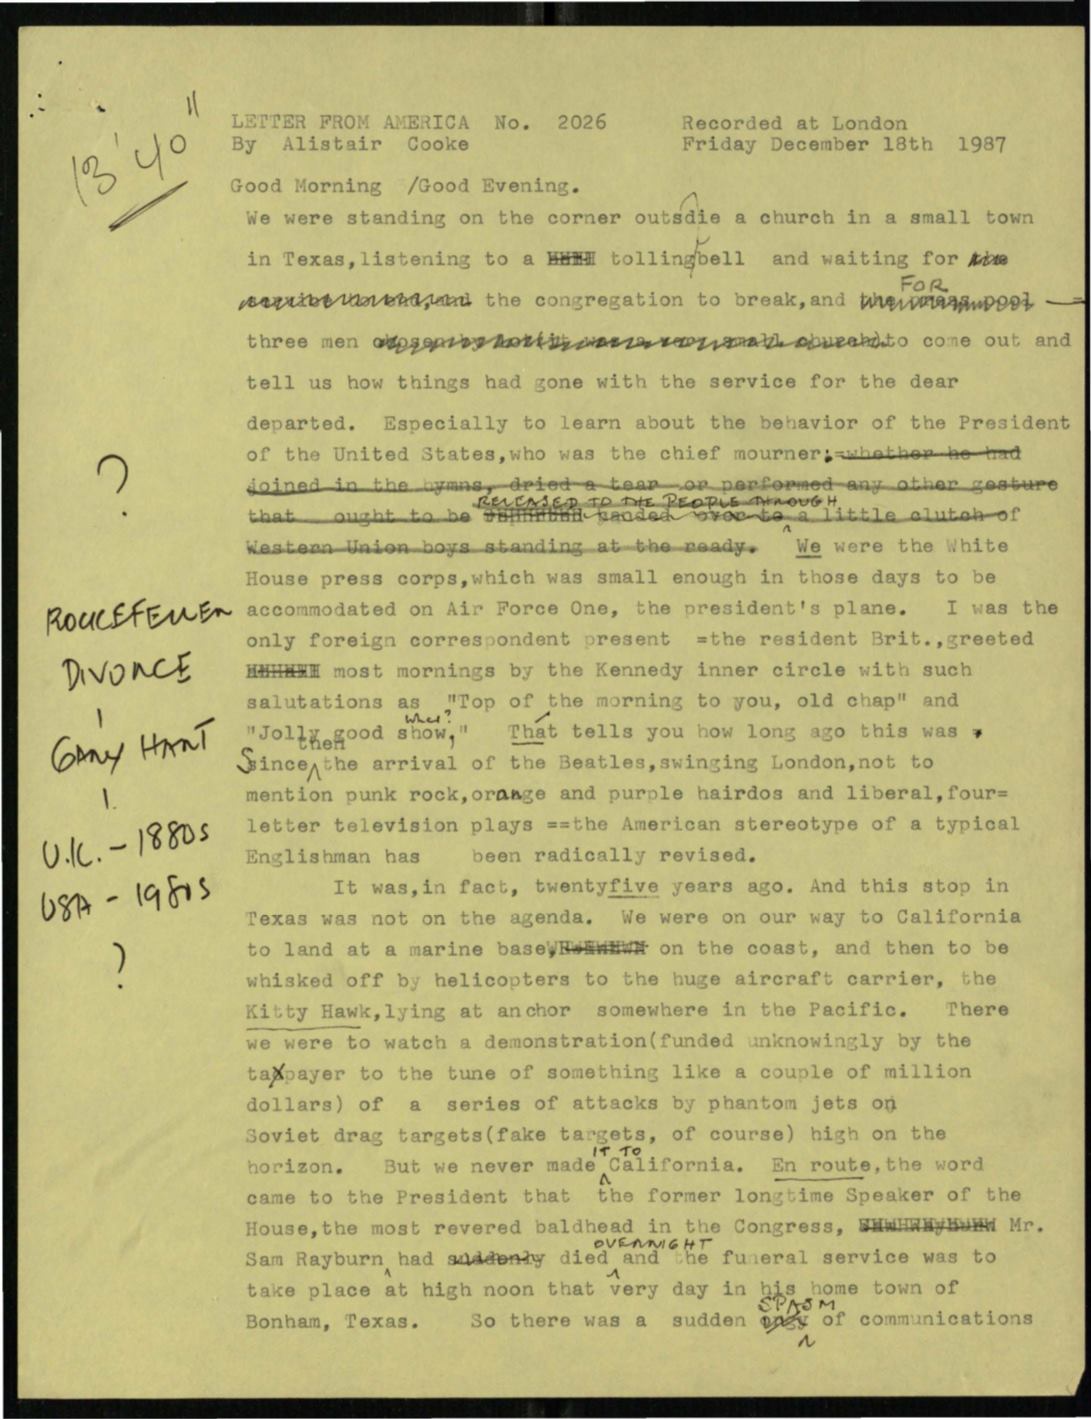 13' 40"
LETTER FROM AMERICA No. 2026 Recorded at London
By Alistair Cooke Friday December 18th 1987
Good Morning /Good Evening.
We were standing on the corner outsdie a church in a small town
in Texas,listening to a tolling bell and waiting for
FOR
the congregation to break,and the press pool
three men to come out and
tell us how things had gone with the service for the dear
departed. Especially to learn about the behavior of the President
of the United States,who was the chief mourner;=whether he had
joined in the hymns, dried a tear or performed any other gesture
RELEASED TO THE PEOPLE THROUGH
that ought to be handed over to a little clutch of
Western Union boys standing at the ready. We were the White
House press corps,which was small enough in those days to be
accommodated on Air Force One, the president's plane. I was the
only foreign correspondent present =the resident Brit.,greeted
most mornings by the Kennedy inner circle with such
salutations as "Top of the morning to you, old chap" and
what?
"Jolly good show," That tells you how long ago this was
then
Since the arrival of the Beatles,swinging London,not to
mention punk rock,orange and purple hairdos and liberal,four=
letter television plays ==the American stereotype of a typical
Englishman has been radically revised.
It was,in fact, twentyfive years ago. And this stop in
Texas was not on the agenda. We were on our way to California
to land at a marine base, on the coast, and then to be
whisked off by helicopters to the huge aircraft carrier, the
Kitty Hawk,lying at anchor somewhere in the Pacific. There
we were to watch a demonstration(funded unknowingly by the
taxpayer to the tune of something like a couple of million
dollars) of a series of attacks by phantom jets on
Soviet drag targets(fake targets, of course) high on the
IT TO
horizon. But we never made California. En route,the word
came to the President that the former longtime Speaker of the
House,the most revered baldhead in the Congress, Mr.
OVERNIGHT
Sam Rayburn had suddenly died and the funeral service was to
take place at high noon that very day in his home town of
SPASM
Bonham, Texas. So there was a sudden orgy of communications
?
ROCKEFELLER
DIVORCE
!
GARY HART
!.
U.K. - 1880s
USA - 1980s
?